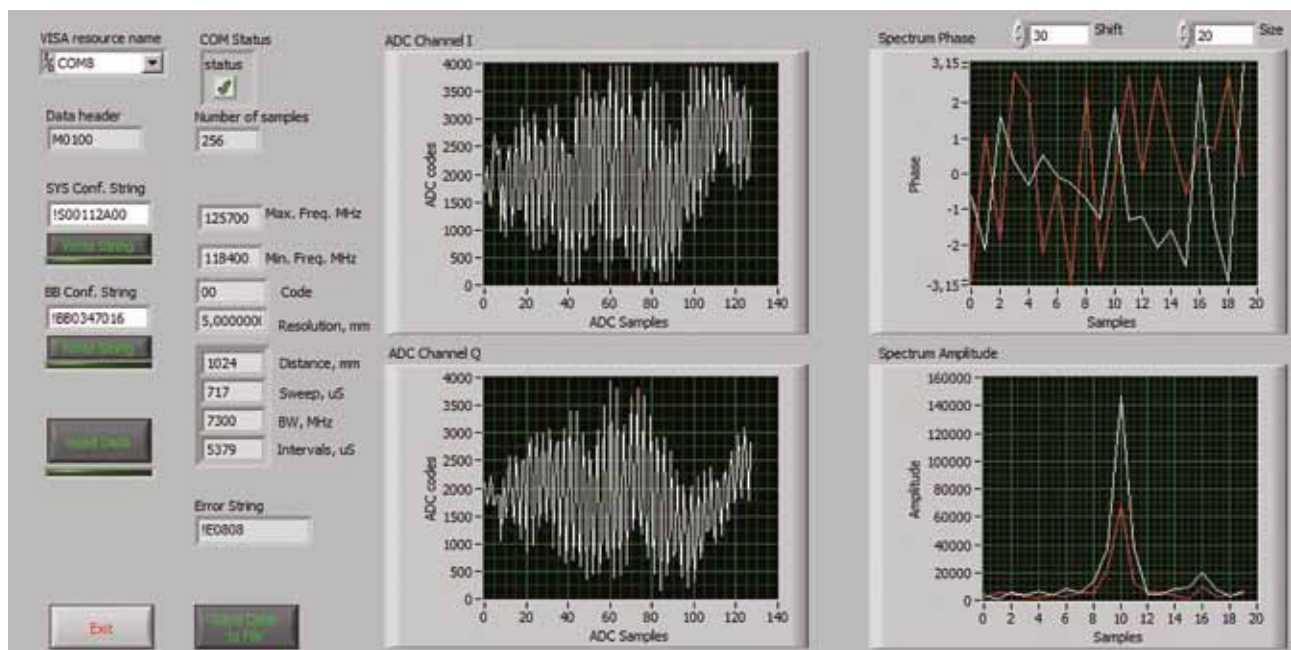 VISA resource name
COM8
COM Status
status
Data header
M0100
Number of samples
256
SYS Conf. String
!S00112A00
Write String
BB Conf. String
!BB0347016
125700 Max. Freq. MHz
118400 Min. Freq. MHz
00 Code
5,000000 Resolution, mm
1024 Distance, mm
717 Sweep, uS
7300 BW, MHz
5379 Intervals, uS
Error String
!E0808
Exit
Save Data
to File
ADC Channel I
ADC codes
4000
3500
3000
2500
2000
1500
1000
500
0
0 20 40 60 80 100 120 140
ADC Samples
ADC Channel Q
ADC codes
4000
3500
3000
2500
2000
1500
1000
500
0
0 20 40 60 80 100 120 140
ADC Samples
Spectrum Phase
30 Shift
20 Size
Phase
3,15
2
1
0
-1
-2
-3,15
0 2 4 6 8 10 12 14 16 18 20
Samples
Spectrum Amplitude
Amplitude
160000
140000
120000
100000
80000
60000
40000
20000
0
0 2 4 6 8 10 12 14 16 18 20
Samples